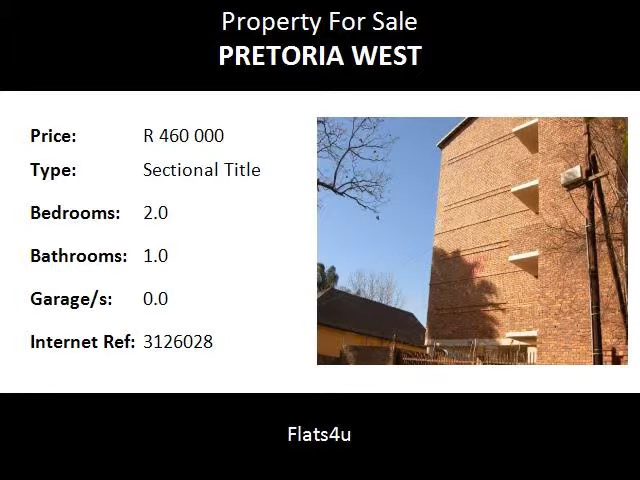 Property For Sale
PRETORIA WEST
Price: R 460 000
Type: Sectional Title
Bedrooms: 2.0
Bathrooms: 1.0
Garage/s: 0.0
Internet Ref: 3126028
Flats4u